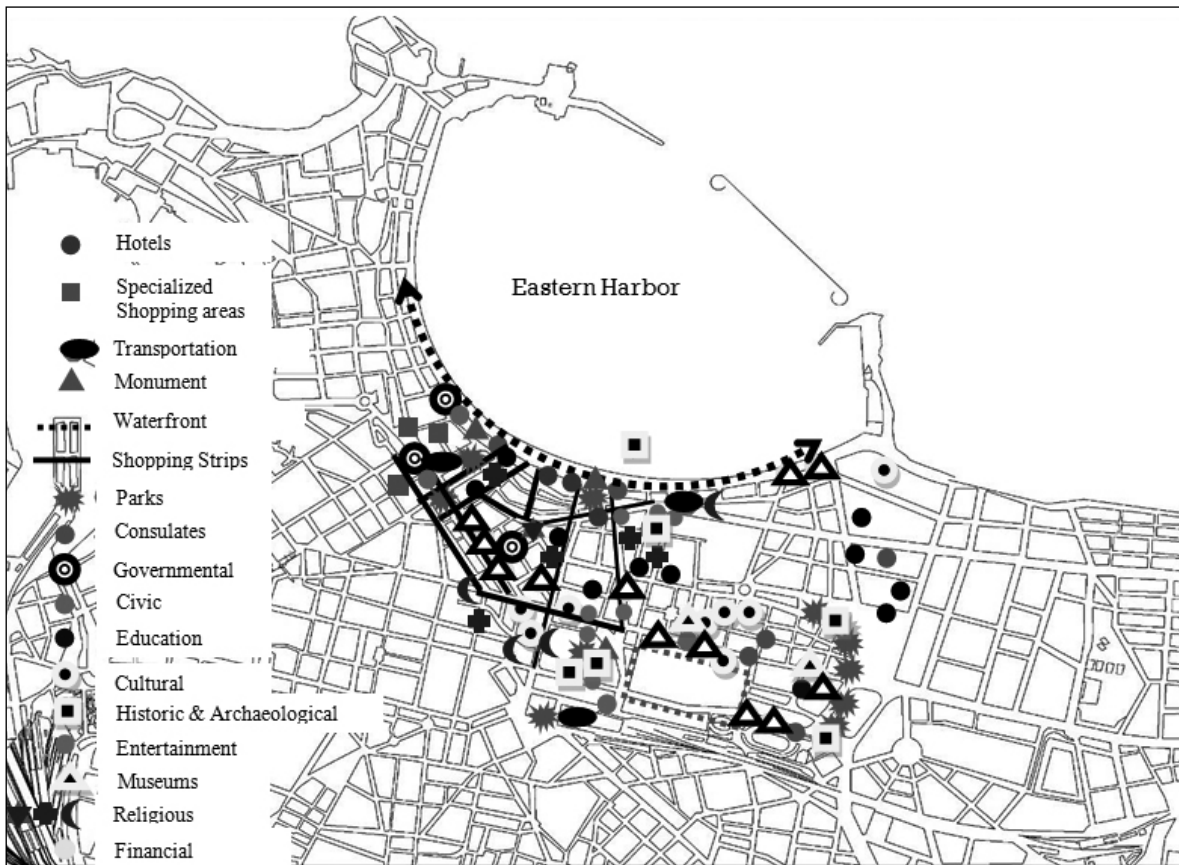 Eastern Harbor
Hotels
Specialized
Shopping areas
Transportation
Monument
Waterfront
Shopping Strips
Parks
Consulates
Governmental
Civic
Education
Cultural
Historic & Archaeological
Entertainment
Museums
Religious
Financial